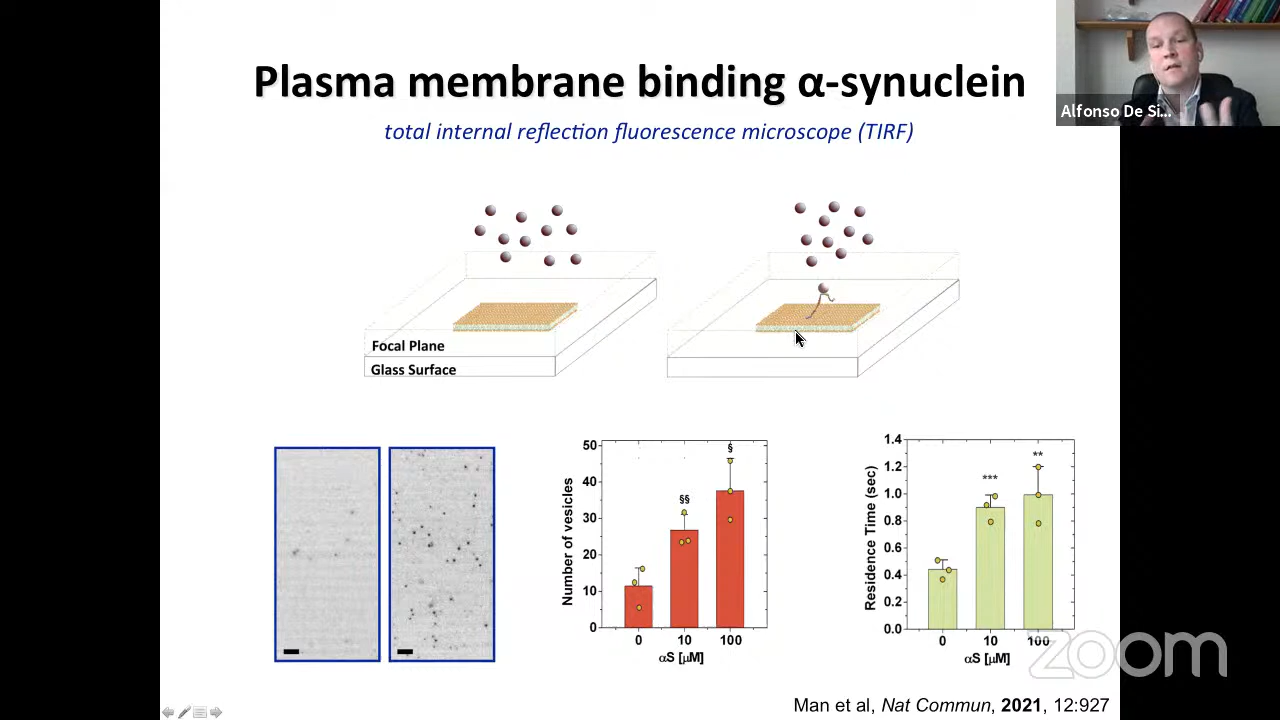 Plasma membrane binding α-synuclein
total internal reflection fluorescence microscope (TIRF)
Alfonso De Si...
Focal Plane
Glass Surface
50
40
30
20
10
0
Number of vesicles
§§
§
0 10 100
αS [μM]
1.4
1.2
1.0
0.8
0.6
0.4
0.2
0.0
Residence Time (sec)
***
**
0 10 100
αS [μM]
zoom
Man et al, Nat Commun, 2021, 12:927